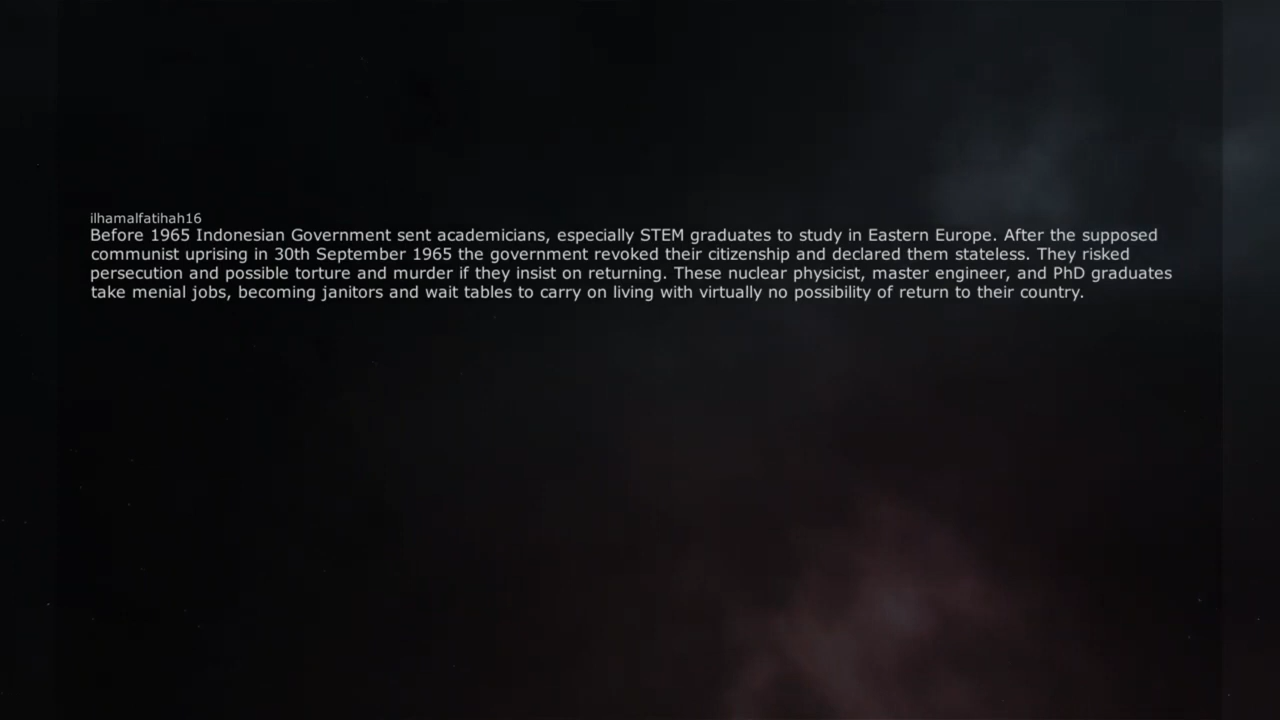 ilhamalfatihah16
Before 1965 Indonesian Government sent academicians, especially STEM graduates to study in Eastern Europe. After the supposed
communist uprising in 30th September 1965 the government revoked their citizenship and declared them stateless. They risked
persecution and possible torture and murder if they insist on returning. These nuclear physicist, master engineer, and PhD graduates
take menial jobs, becoming janitors and wait tables to carry on living with virtually no possibility of return to their country.